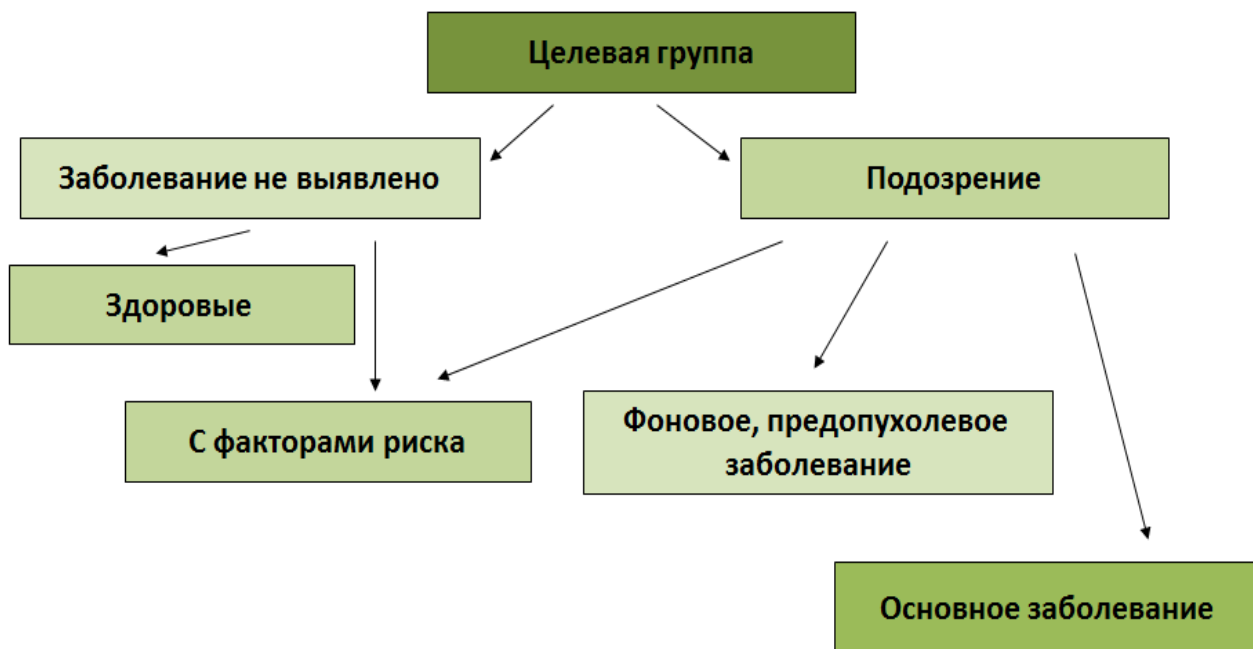 Целевая группа
Заболевание не выявлено
Подозрение
Здоровые
С факторами риска
Фоновое, предопухолевое
заболевание
Основное заболевание